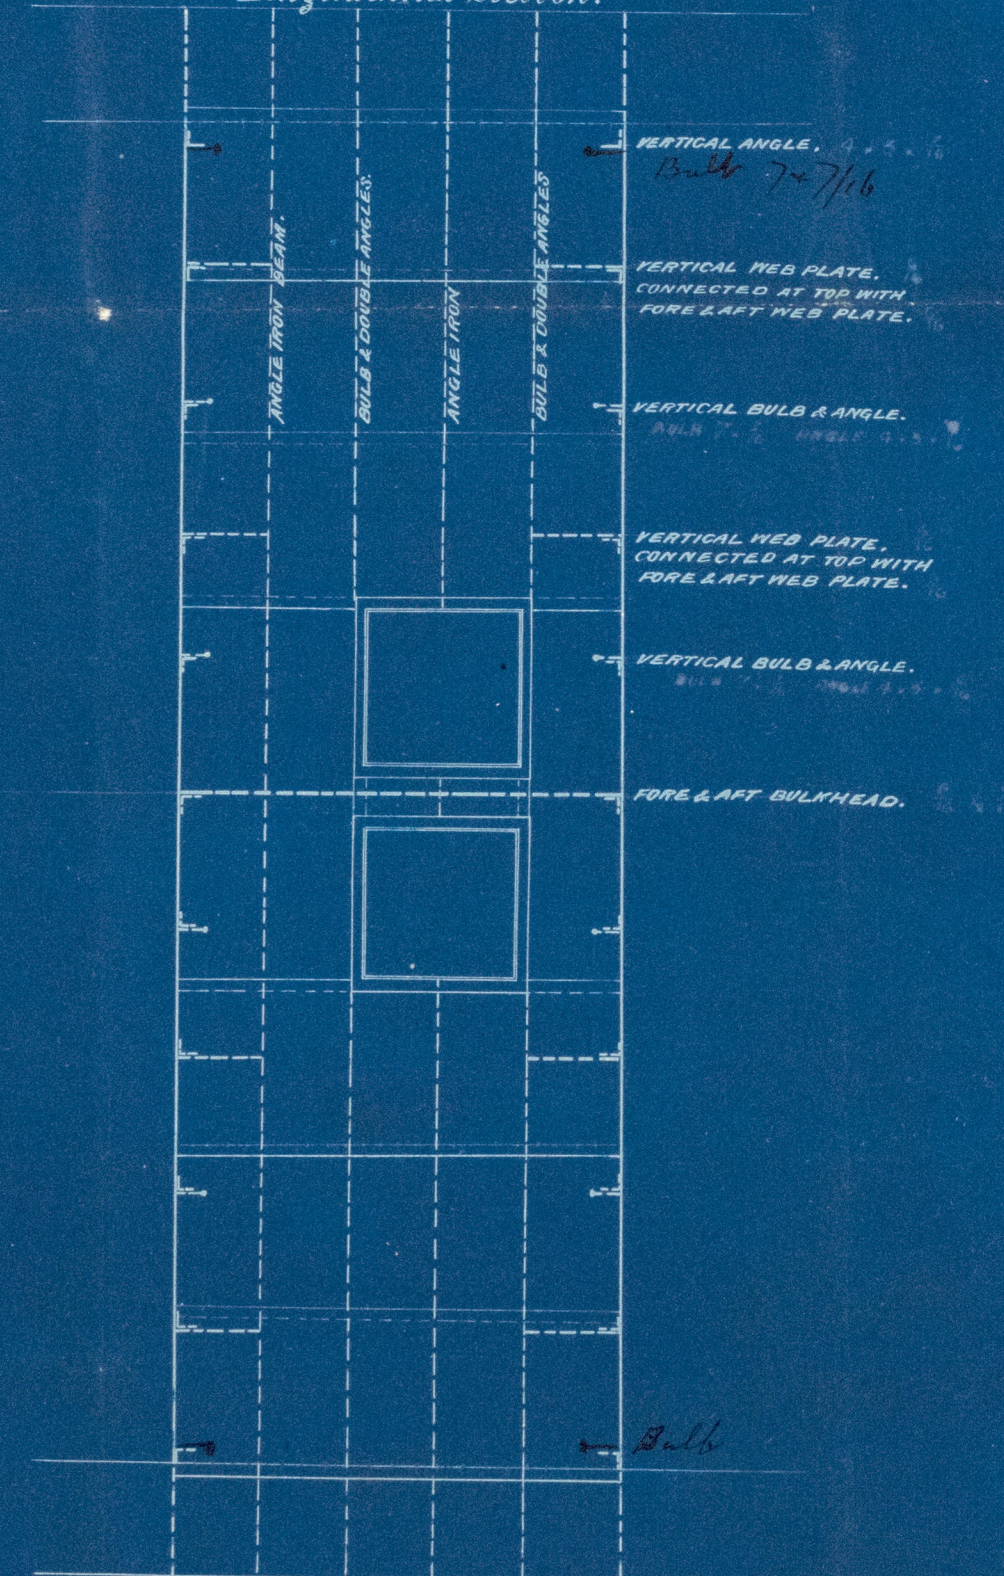 VERTICAL ANGLE.
Bulb 7 x 7/16
ANGLE IRON BEAM.
BULB & DOUBLE ANGLES.
ANGLE IRON
BULB & DOUBLE ANGLES
VERTICAL WEB PLATE.
CONNECTED AT TOP WITH
FORE & AFT WEB PLATE.
VERTICAL BULB & ANGLE.
VERTICAL WEB PLATE.
CONNECTED AT TOP WITH
FORE & AFT WEB PLATE.
VERTICAL BULB & ANGLE.
FORE & AFT BULKHEAD.
Bulb